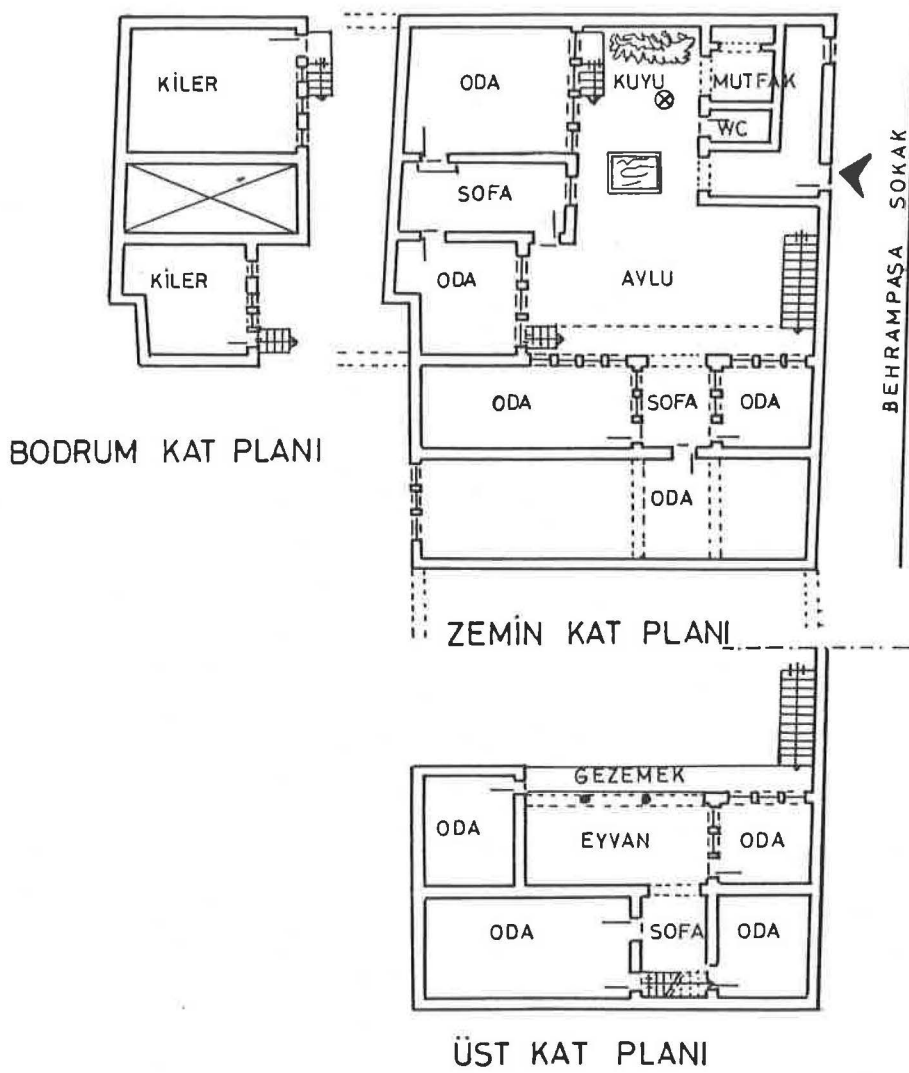 KİLER
KİLER
BODRUM KAT PLANI
ODA
KUYU
MUTFAK
WC
SOFA
ODA
AVLU
ODA
SOFA
ODA
ODA
BEHRAMPAŞA SOKAK
ZEMİN KAT PLANI
GEZEMEK
ODA
EYVAN
ODA
ODA
SOFA
ODA
ÜST KAT PLANI